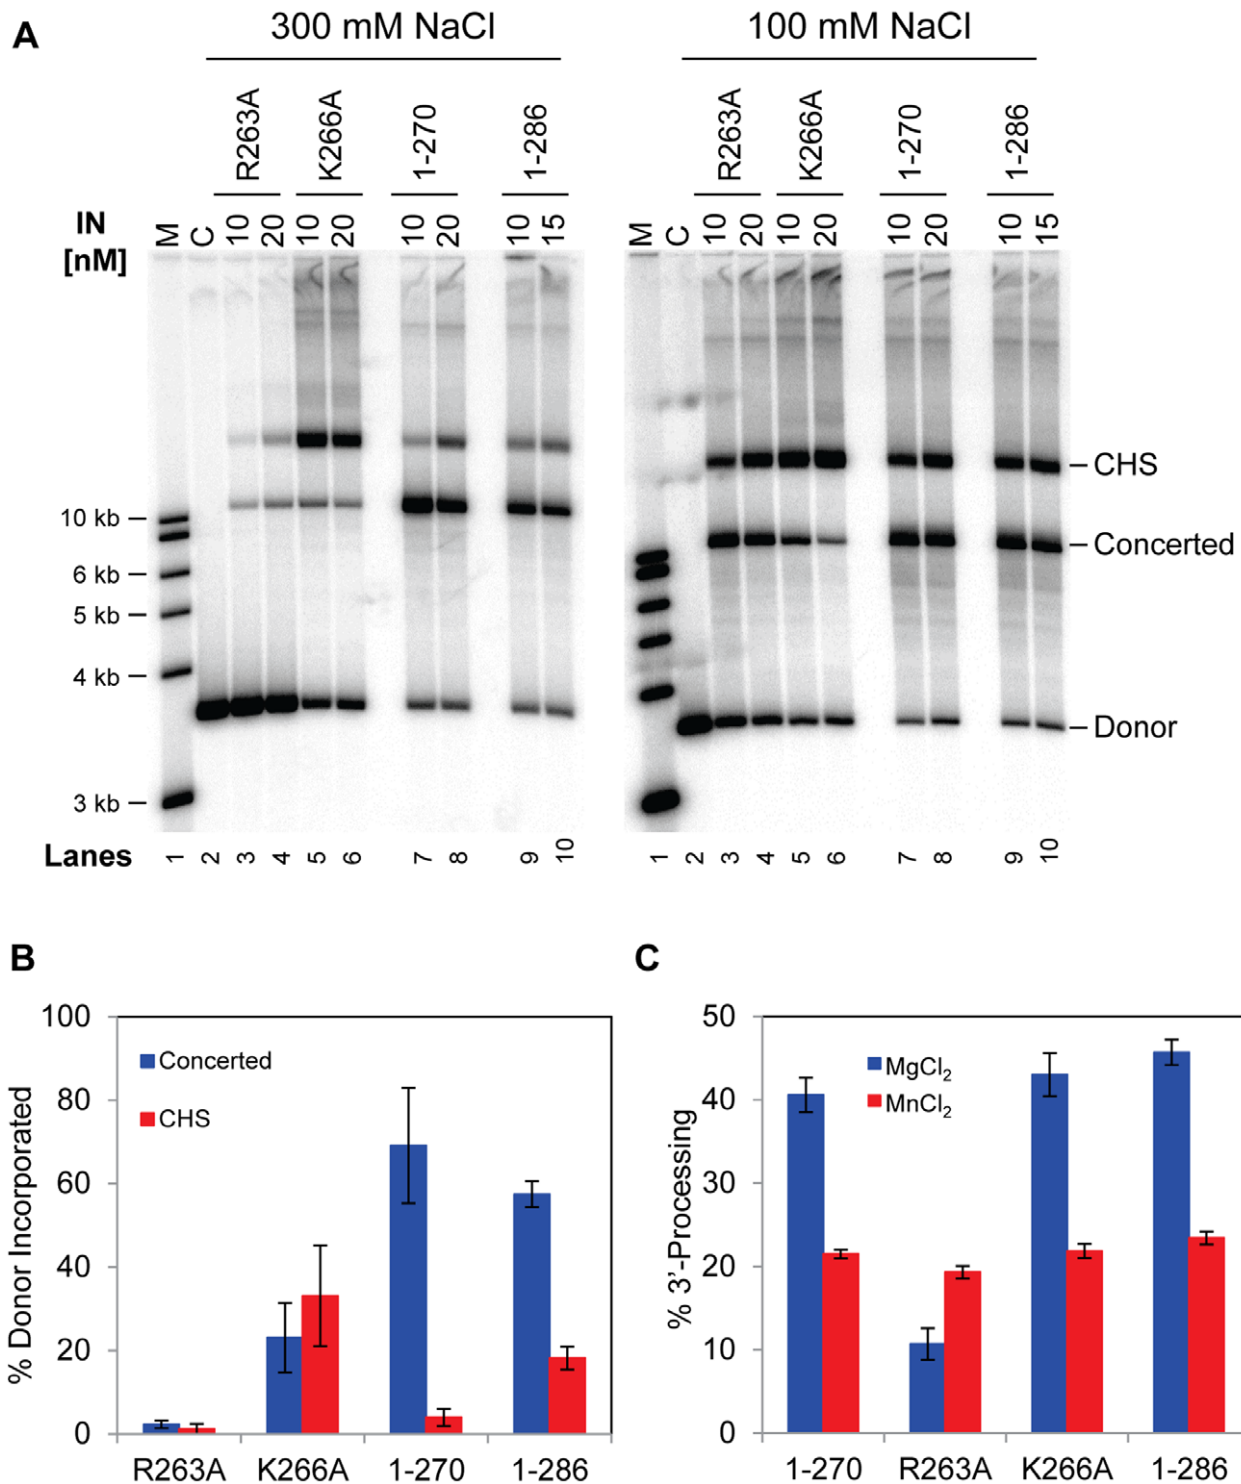 A
300 mM NaCl
100 mM NaCl
R263A K266A 1-270 1-286
R263A K266A 1-270 1-286
IN
[nM]
M C 10 20 10 20 10 20 10 15
M C 10 20 10 20 10 20 10 15
10 kb
6 kb
5 kb
4 kb
3 kb
CHS
Concerted
Donor
Lanes 1 2 3 4 5 6 7 8 9 10
1 2 3 4 5 6 7 8 9 10
B
% Donor Incorporated
100
80
60
40
20
0
Concerted
CHS
R263A K266A 1-270 1-286
C
% 3'-Processing
50
40
30
20
10
0
MgCl₂
MnCl₂
1-270 R263A K266A 1-286